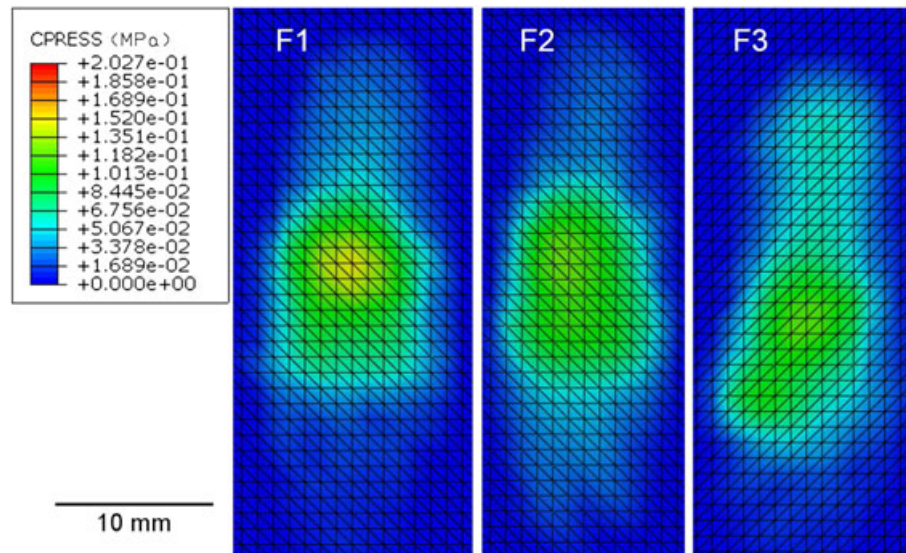 CPRESS (MPa)
+2.027e-01
+1.858e-01
+1.689e-01
+1.520e-01
+1.351e-01
+1.182e-01
+1.013e-01
+8.445e-02
+6.756e-02
+5.067e-02
+3.378e-02
+1.689e-02
+0.000e+00
F1
F2
F3
10 mm